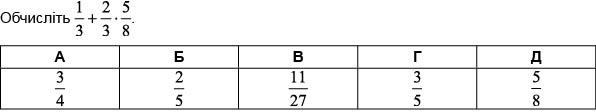 Обчисліть 1/3 + 2/3 · 5/8.
А Б В Г Д
3/4 2/5 11/27 3/5 5/8